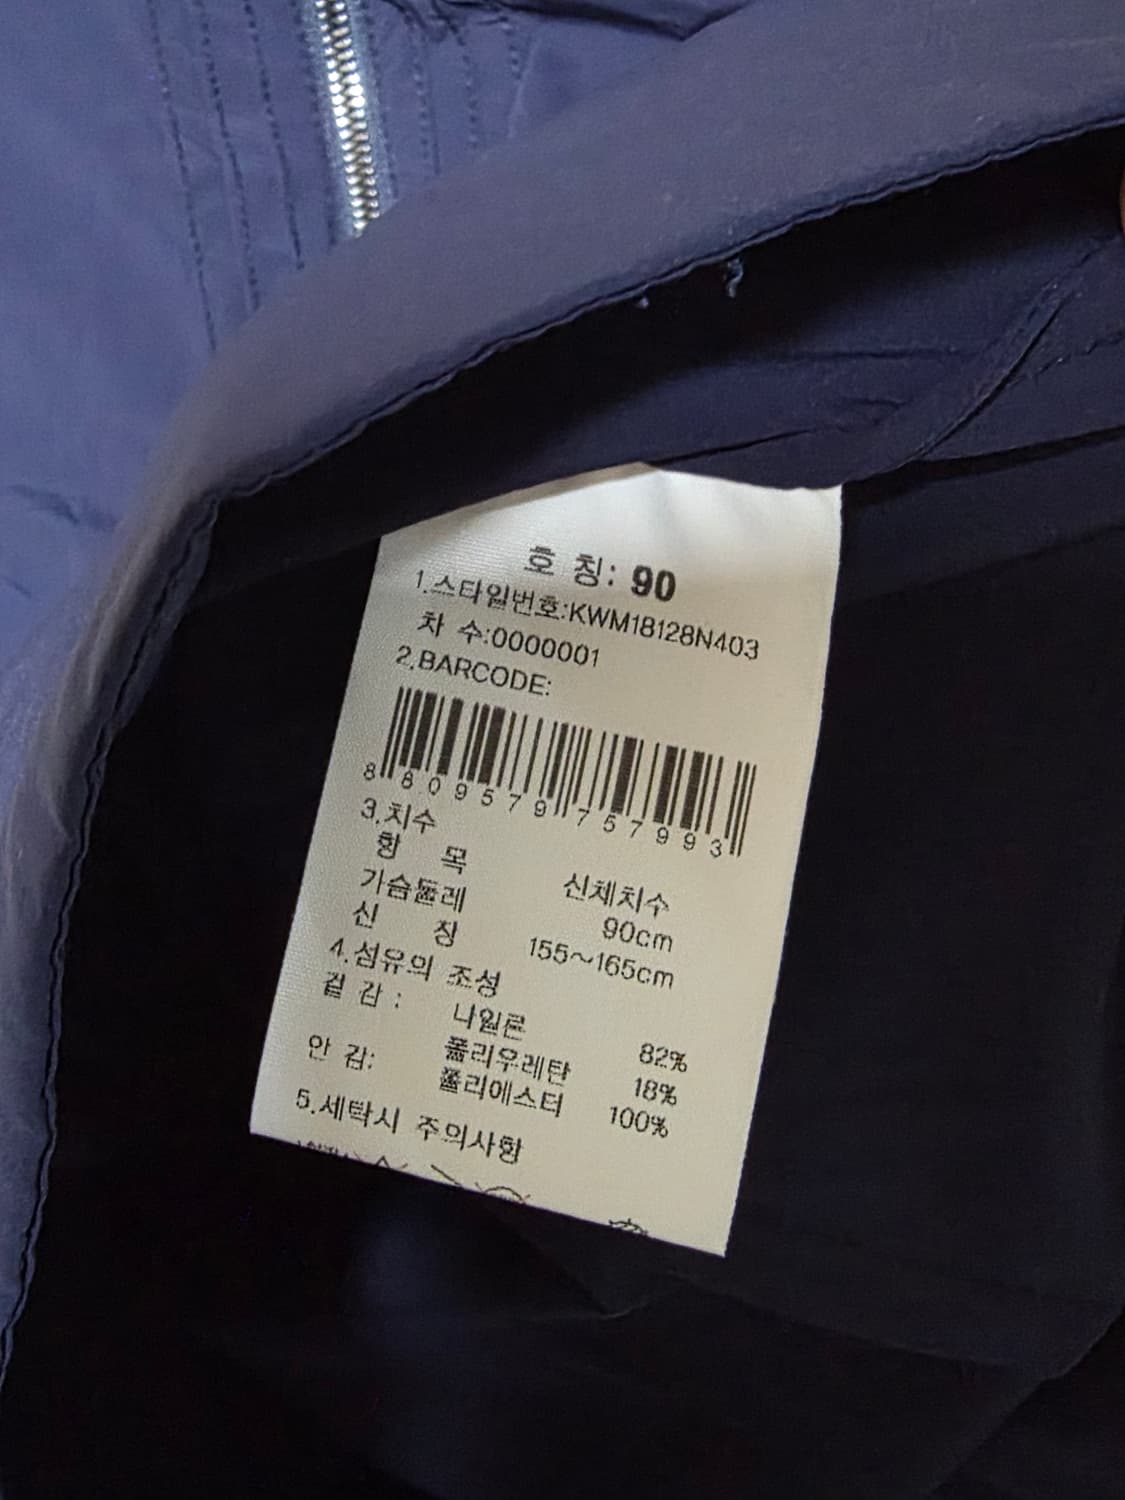 호 칭: 90
1.스타일번호:KWM18128N403
차 수:0000001
2.BARCODE:
8 809579 757993
3.치수
항 목 신체치수
가슴둘레 90cm
신 장 155~165cm
4.섬유의 조성
겉 감 : 나일론 82%
폴리우레탄 18%
안 감: 폴리에스터 100%
5.세탁시 주의사항